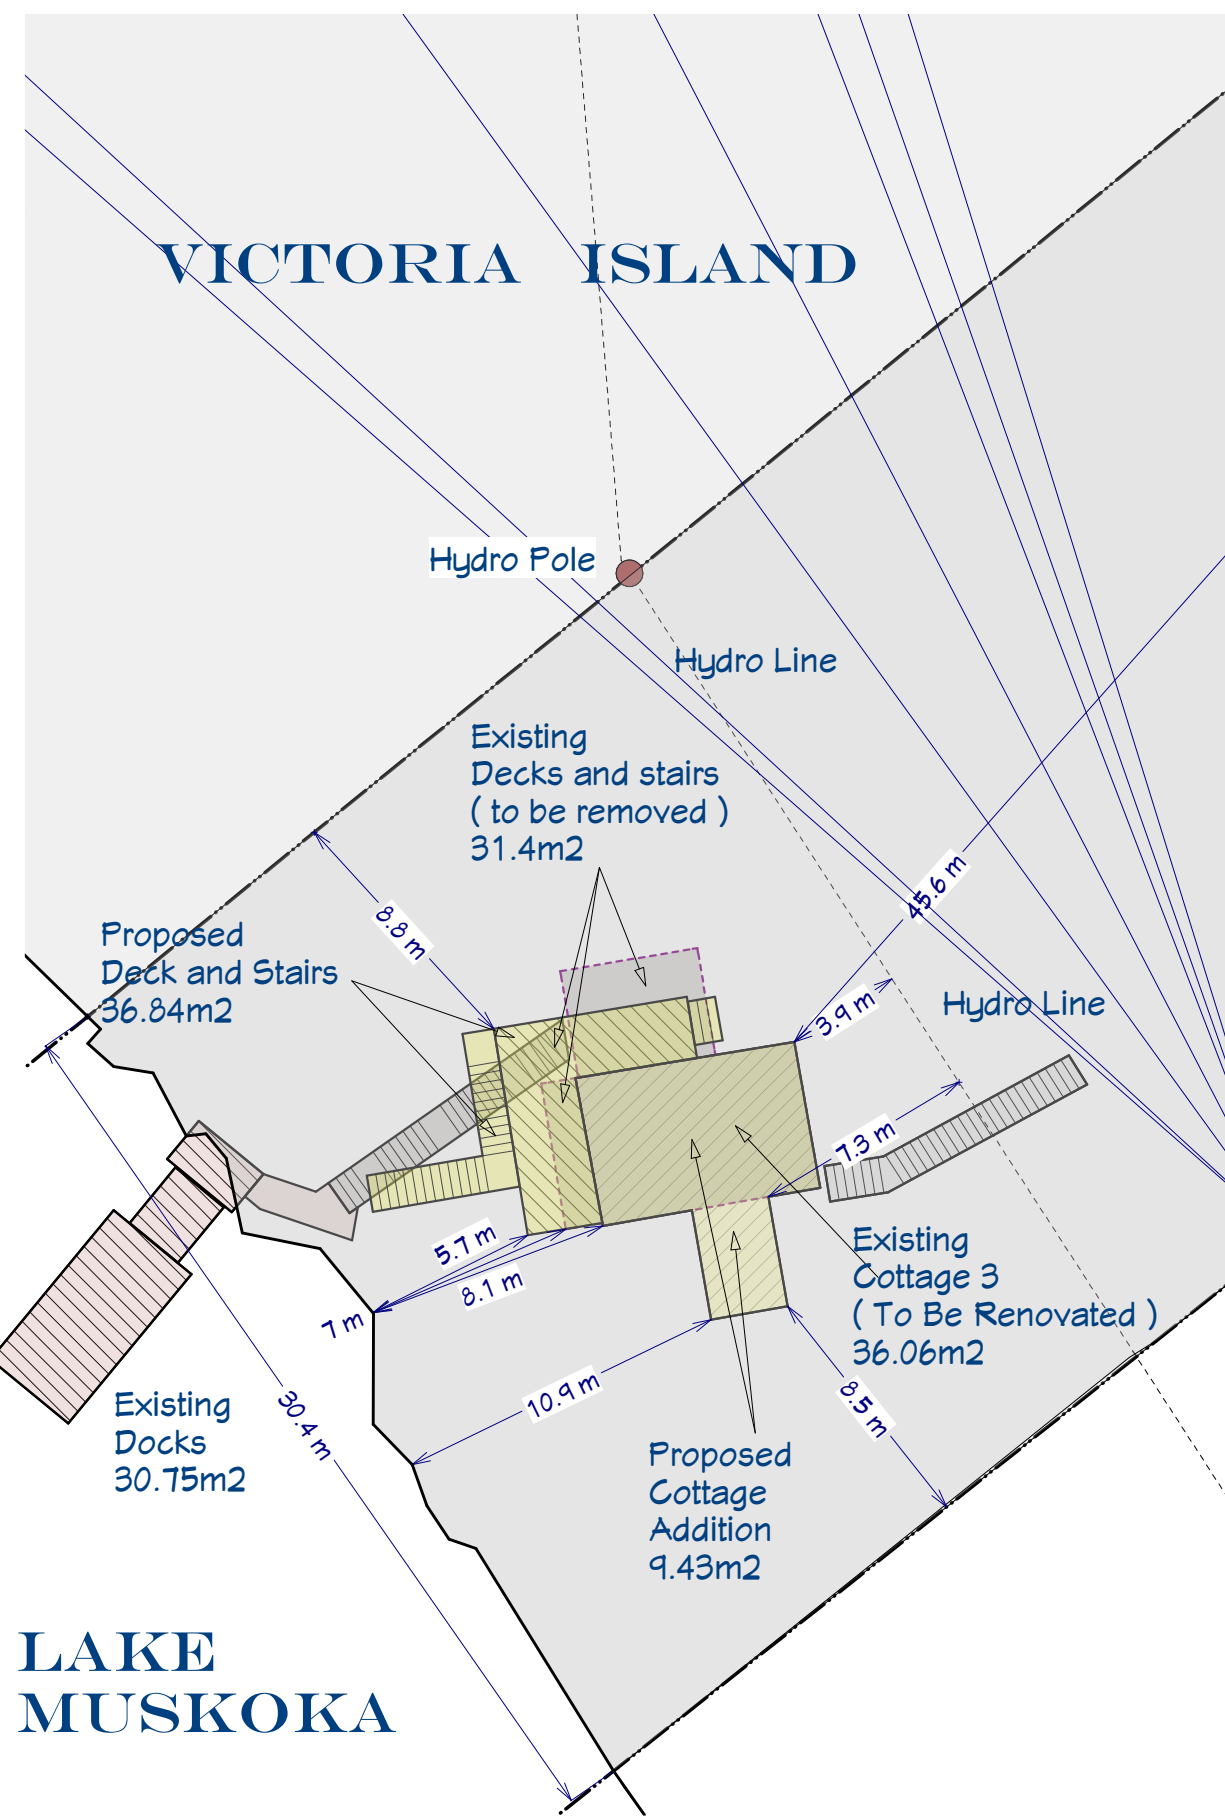 VICTORIA ISLAND
Hydro Pole
Hydro Line
Existing
Decks and stairs
( to be removed )
31.4m2
45.6 m
8.8 m
Proposed
Deck and Stairs
36.84m2
3.9 m
Hydro Line
7.3 m
5.7 m
8.1 m
7 m
Existing
Cottage 3
( To Be Renovated )
36.06m2
10.9 m
8.5 m
30.4 m
Existing
Docks
30.75m2
Proposed
Cottage
Addition
9.43m2
LAKE
MUSKOKA